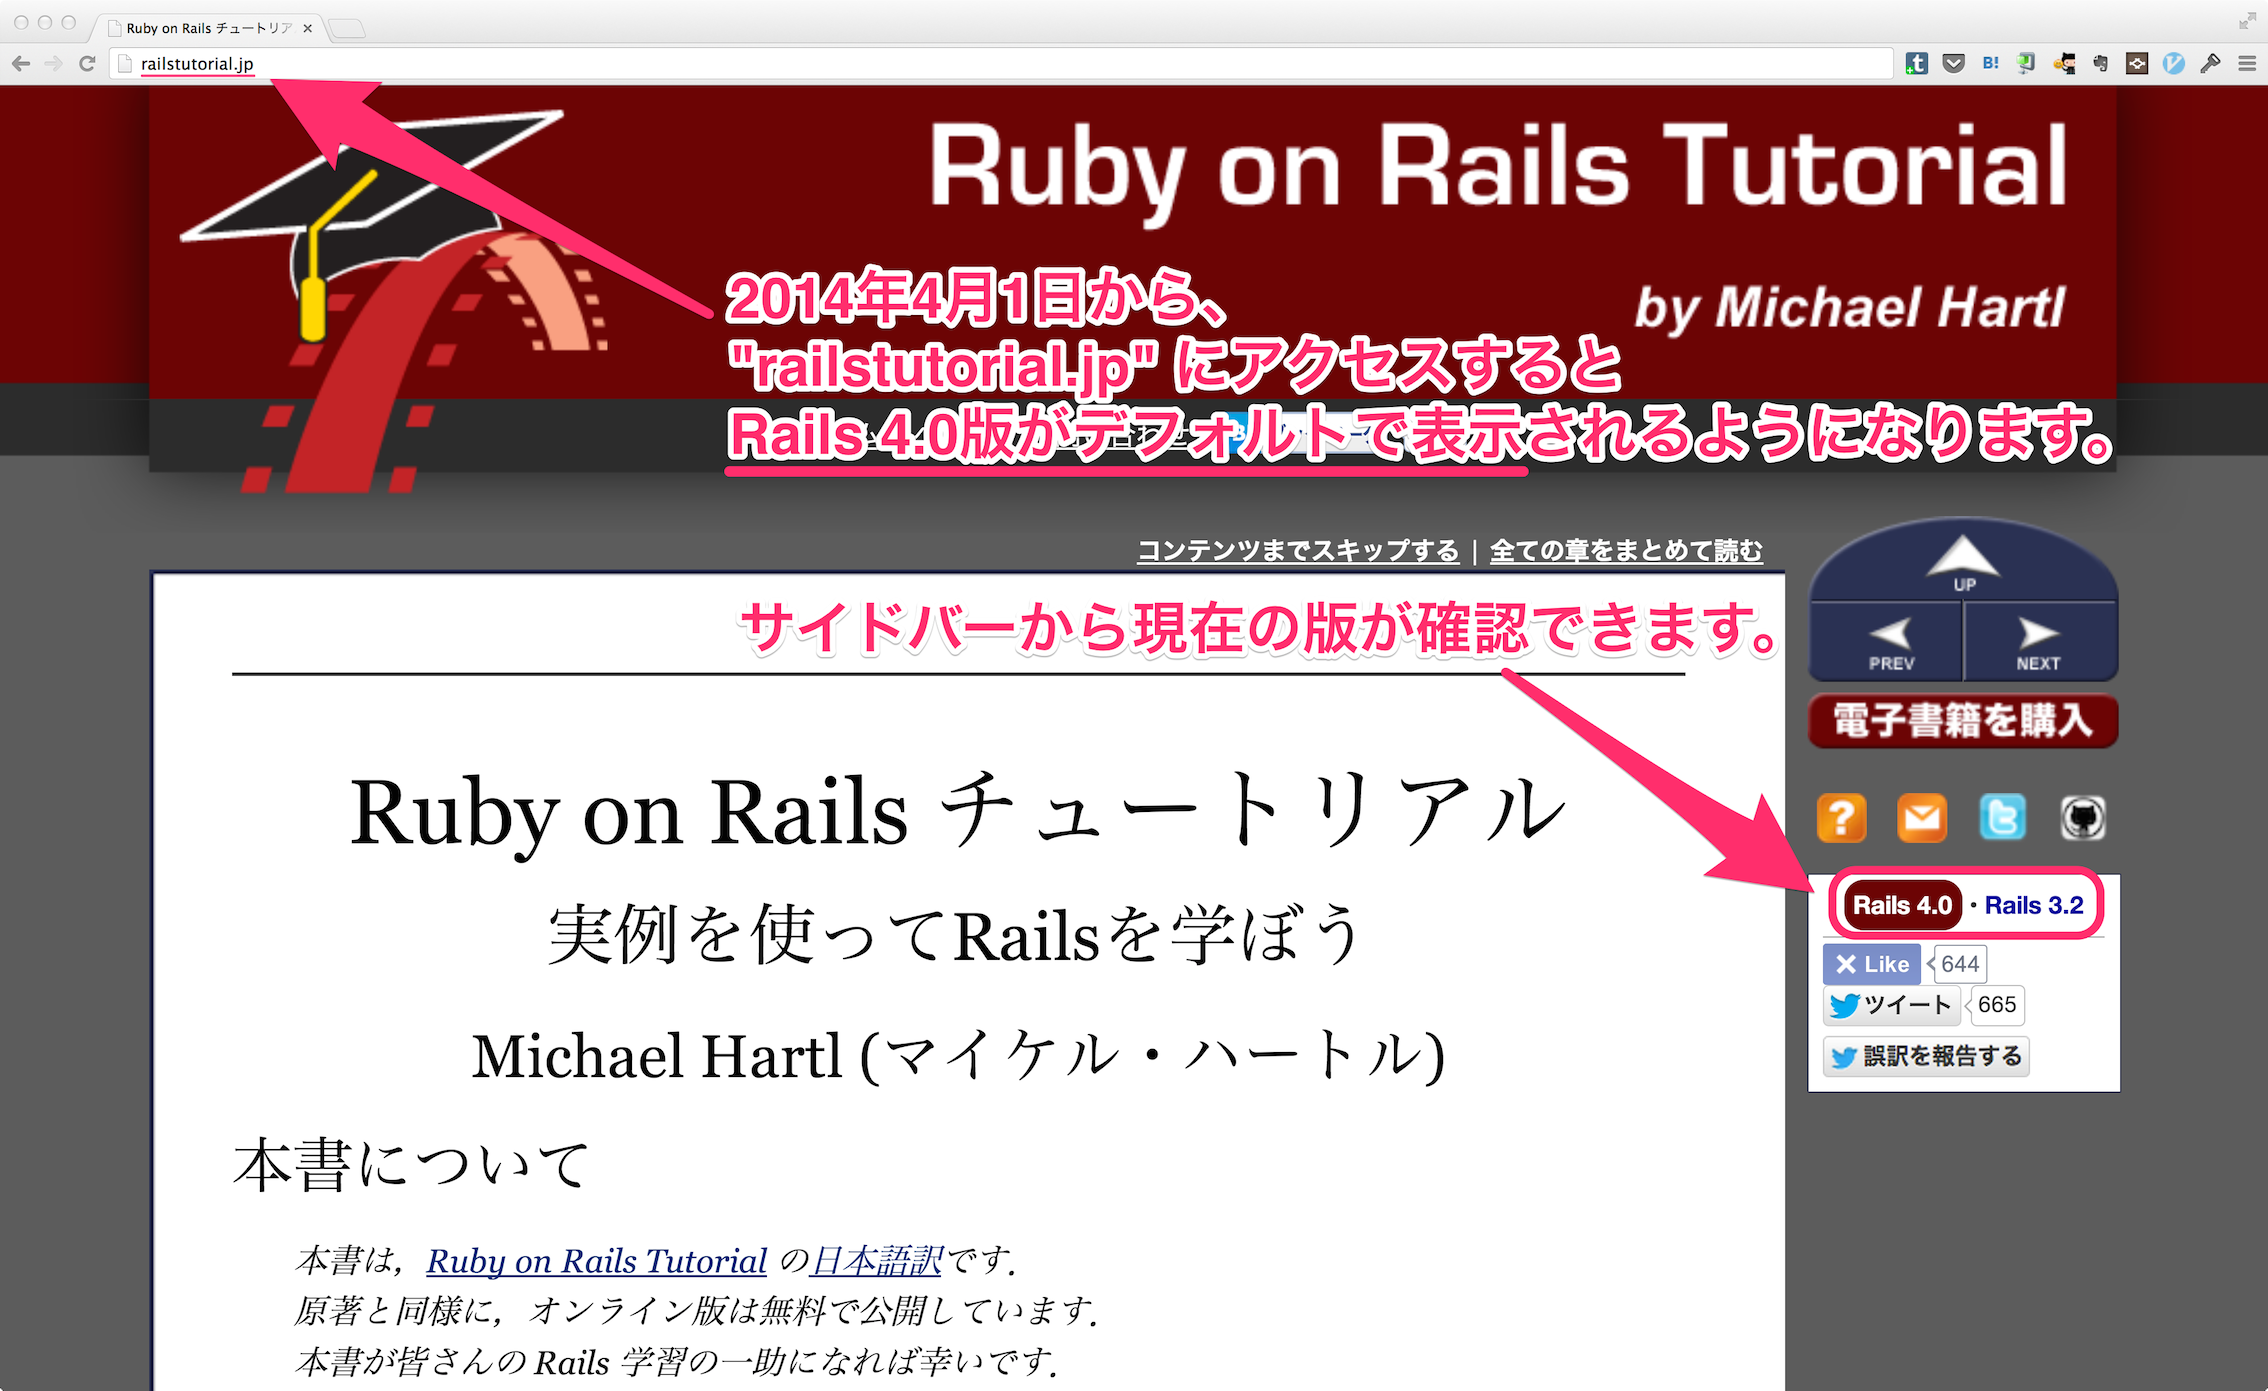 Ruby on Rails チュートリア
railstutorial.jp
B!
Ruby on Rails Tutorial
by Michael Hartl
2014年4月1日から、
"railstutorial.jp" にアクセスすると
Rails 4.0版がデフォルトで表示されるようになります。
コンテンツまでスキップする | 全ての章をまとめて読む
UP
PREV
NEXT
サイドバーから現在の版が確認できます。
電子書籍を購入
Ruby on Rails チュートリアル
実例を使ってRailsを学ぼう
Michael Hartl (マイケル・ハートル)
Rails 4.0 · Rails 3.2
Like 644
ツイート 665
誤訳を報告する
本書について
本書は, Ruby on Rails Tutorial の日本語訳です.
原著と同様に, オンライン版は無料で公開しています.
本書が皆さんの Rails 学習の一助になれば幸いです.